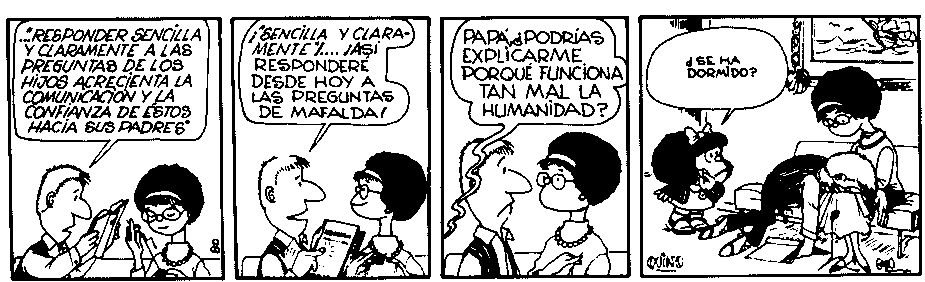 ..."RESPONDER SENCILLA
Y CLARAMENTE A LAS
PREGUNTAS DE LOS
HIJOS ACRECIENTA LA
COMUNICACIÓN Y LA
CONFIANZA DE ÉSTOS
HACIA SUS PADRES"
¡"SENCILLA Y CLARA-
MENTE"!... ¡ASÍ
RESPONDERÉ
DESDE HOY A
LAS PREGUNTAS
DE MAFALDA!
PAPÁ, ¿PODRÍAS
EXPLICARME
PORQUÉ FUNCIONA
TAN MAL LA
HUMANIDAD?
¿SE HA
DORMIDO?
QUINO